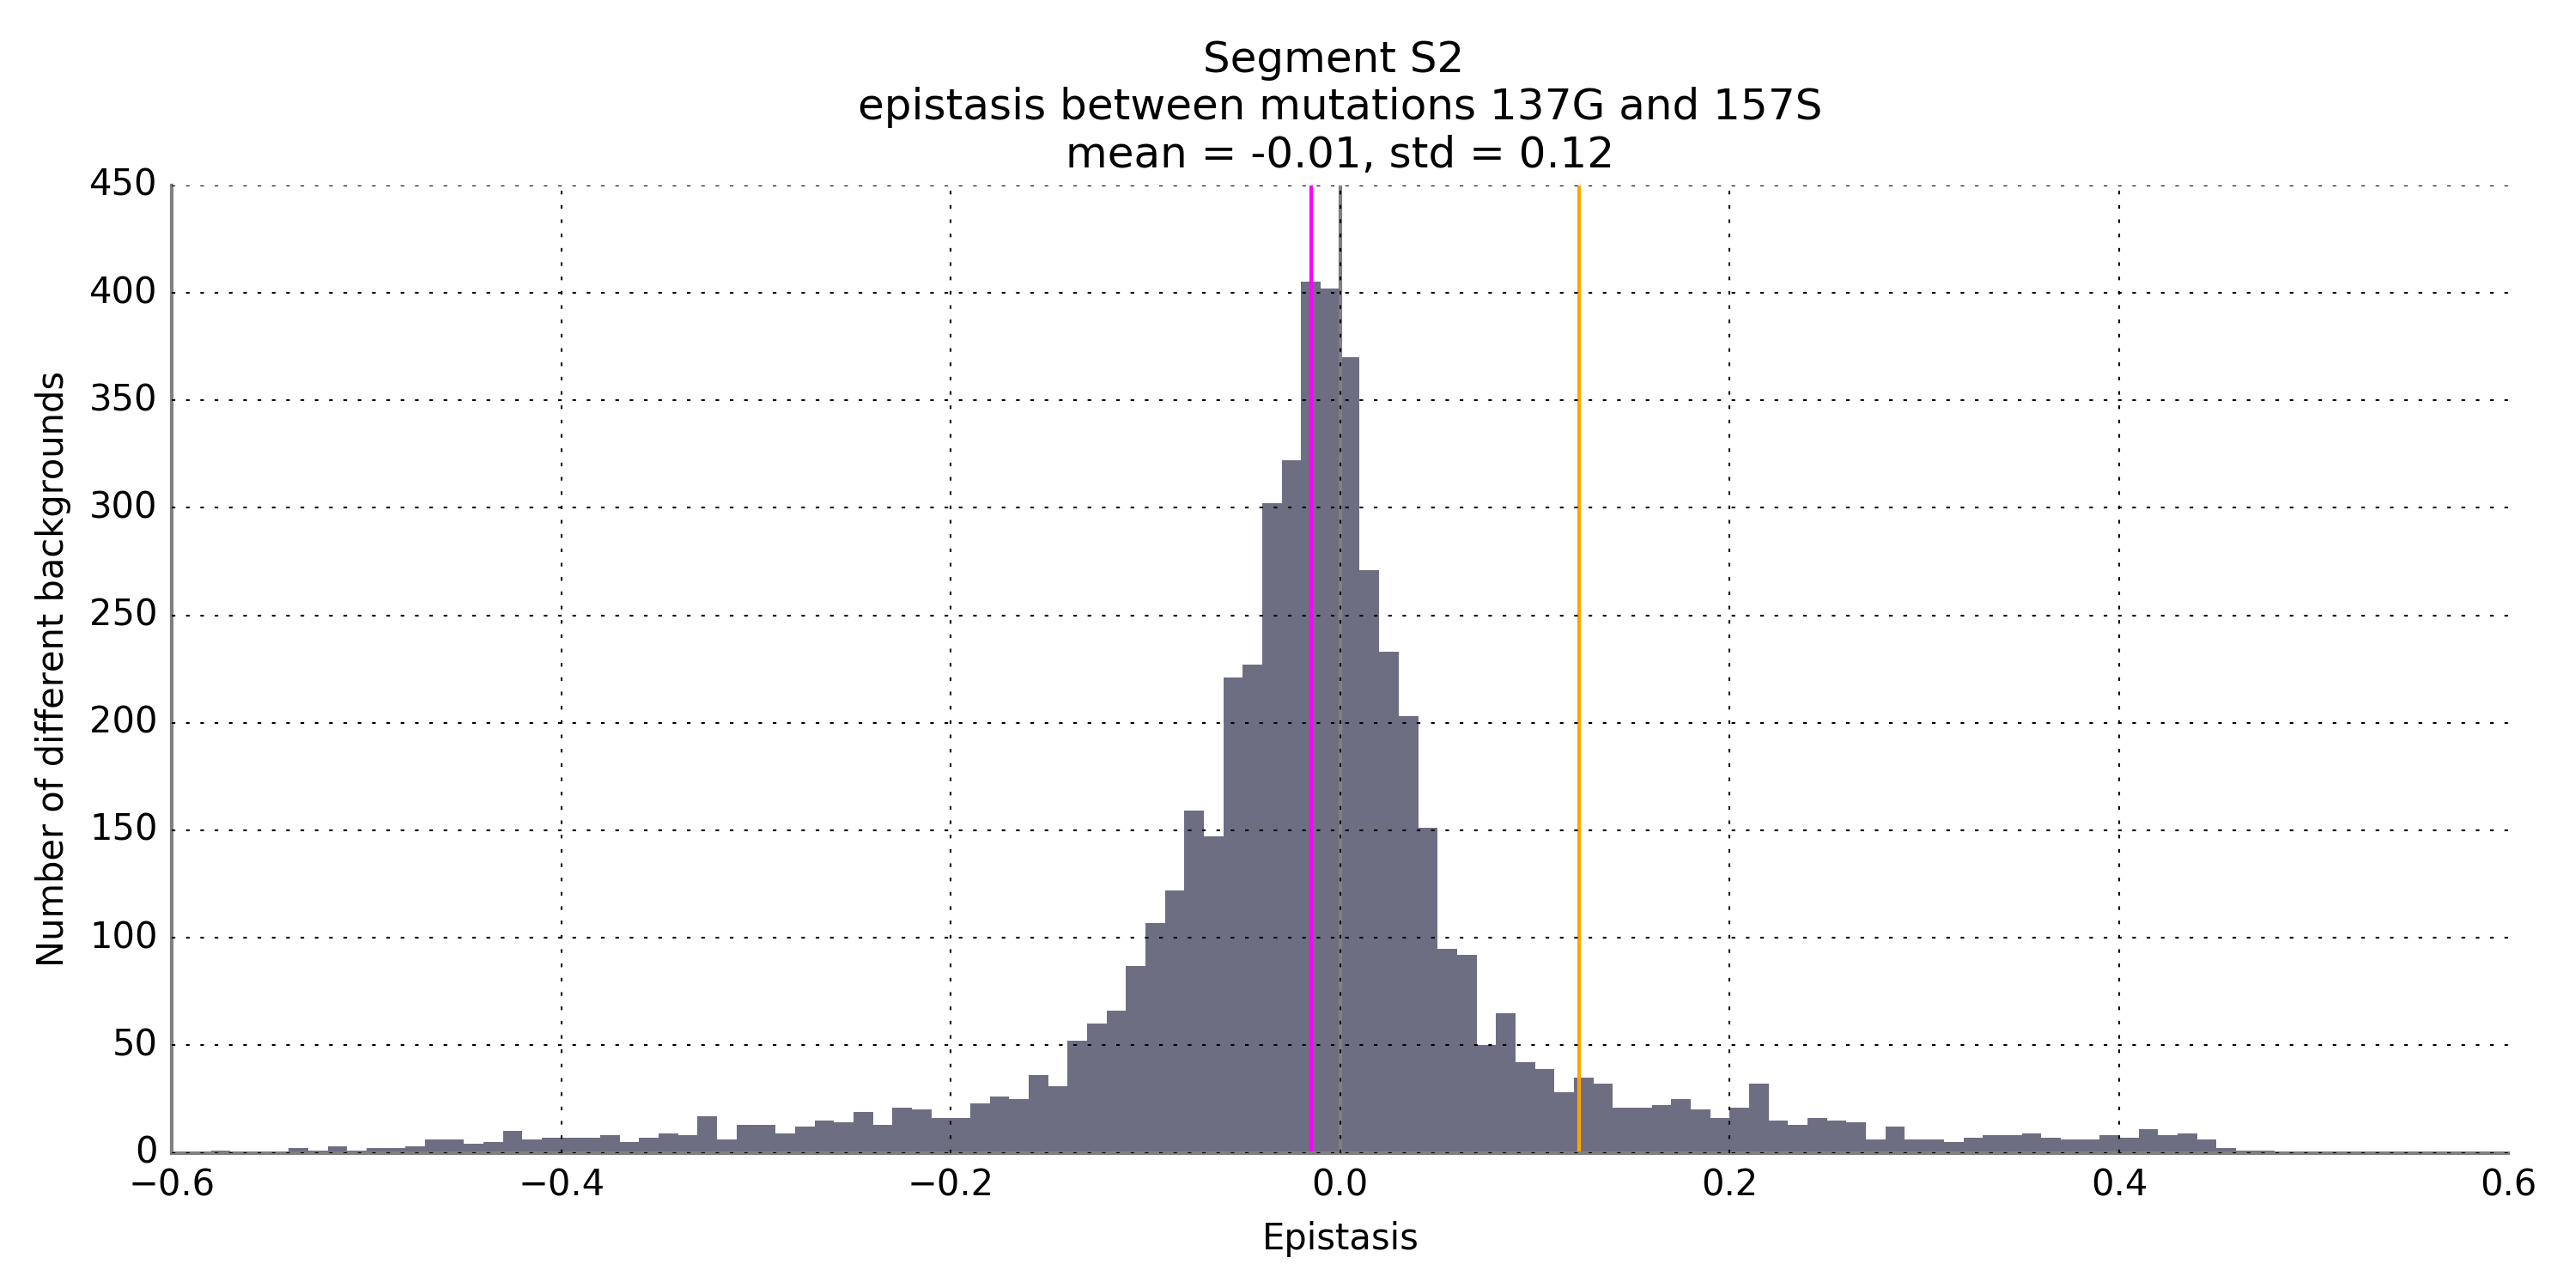 Segment S2
epistasis between mutations 137G and 157S
mean = -0.01, std = 0.12
450
400
350
300
250
200
150
100
50
0
Number of different backgrounds
−0.6 −0.4 −0.2 0.0 0.2 0.4 0.6
Epistasis